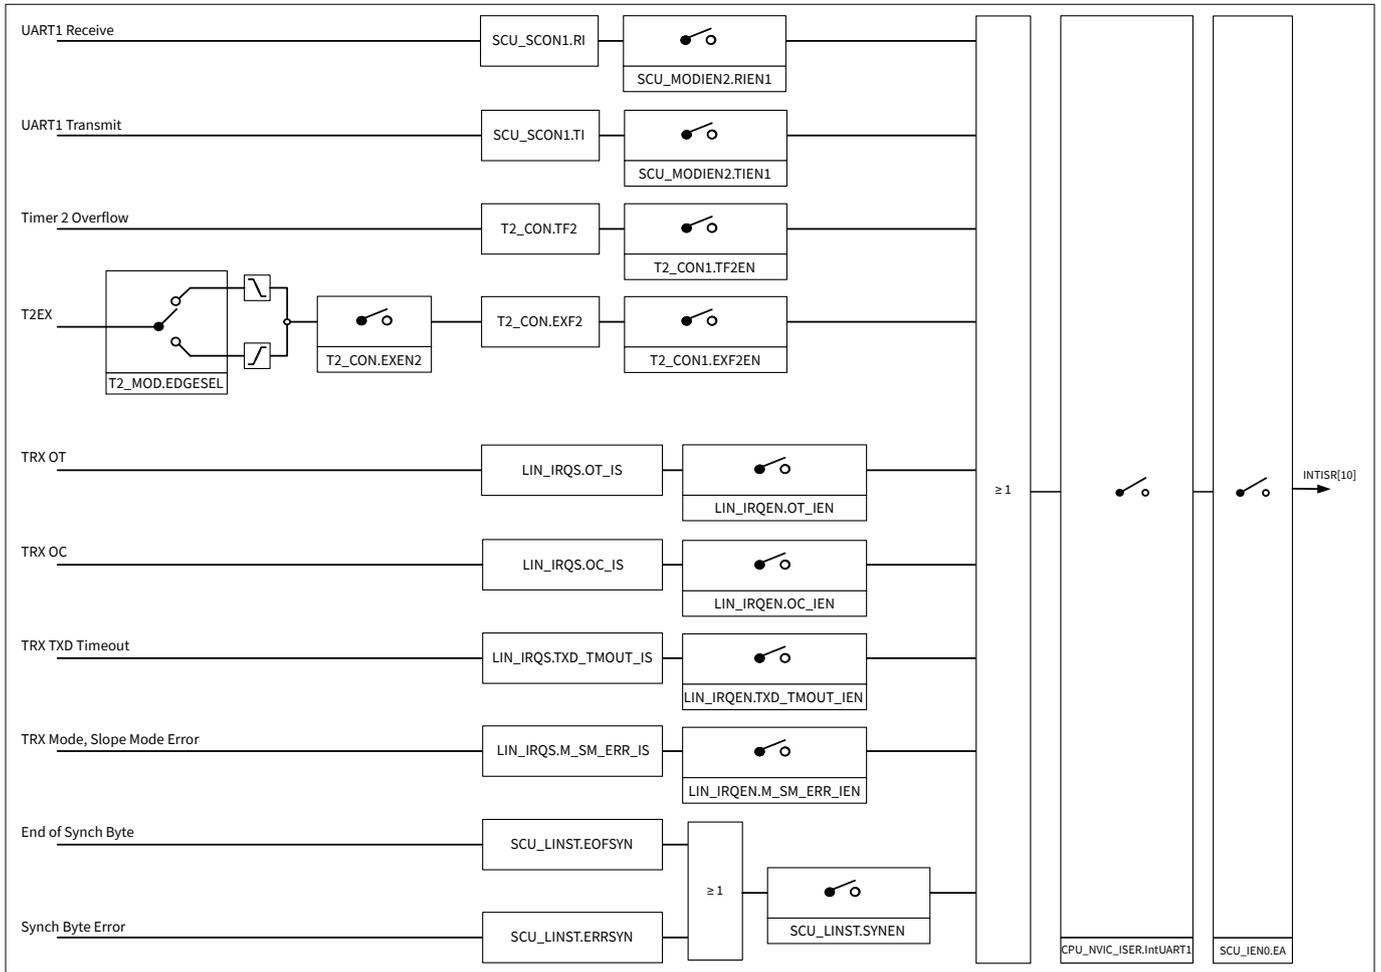 UART1 Receive
SCU_SCON1.RI
SCU_MODIEN2.RIEN1
UART1 Transmit
SCU_SCON1.TI
SCU_MODIEN2.TIEN1
Timer 2 Overflow
T2_CON.TF2
T2_CON1.TF2EN
T2EX
T2_MOD.EDGESEL
T2_CON.EXEN2
T2_CON.EXF2
T2_CON1.EXF2EN
TRX OT
LIN_IRQS.OT_IS
LIN_IRQEN.OT_IEN
TRX OC
LIN_IRQS.OC_IS
LIN_IRQEN.OC_IEN
TRX TXD Timeout
LIN_IRQS.TXD_TMOUT_IS
LIN_IRQEN.TXD_TMOUT_IEN
TRX Mode, Slope Mode Error
LIN_IRQS.M_SM_ERR_IS
LIN_IRQEN.M_SM_ERR_IEN
End of Synch Byte
SCU_LINST.EOFSYN
Synch Byte Error
SCU_LINST.ERRSYN
≥ 1
SCU_LINST.SYNEN
≥ 1
CPU_NVIC_ISER.IntUART1
SCU_IEN0.EA
INTISR[10]